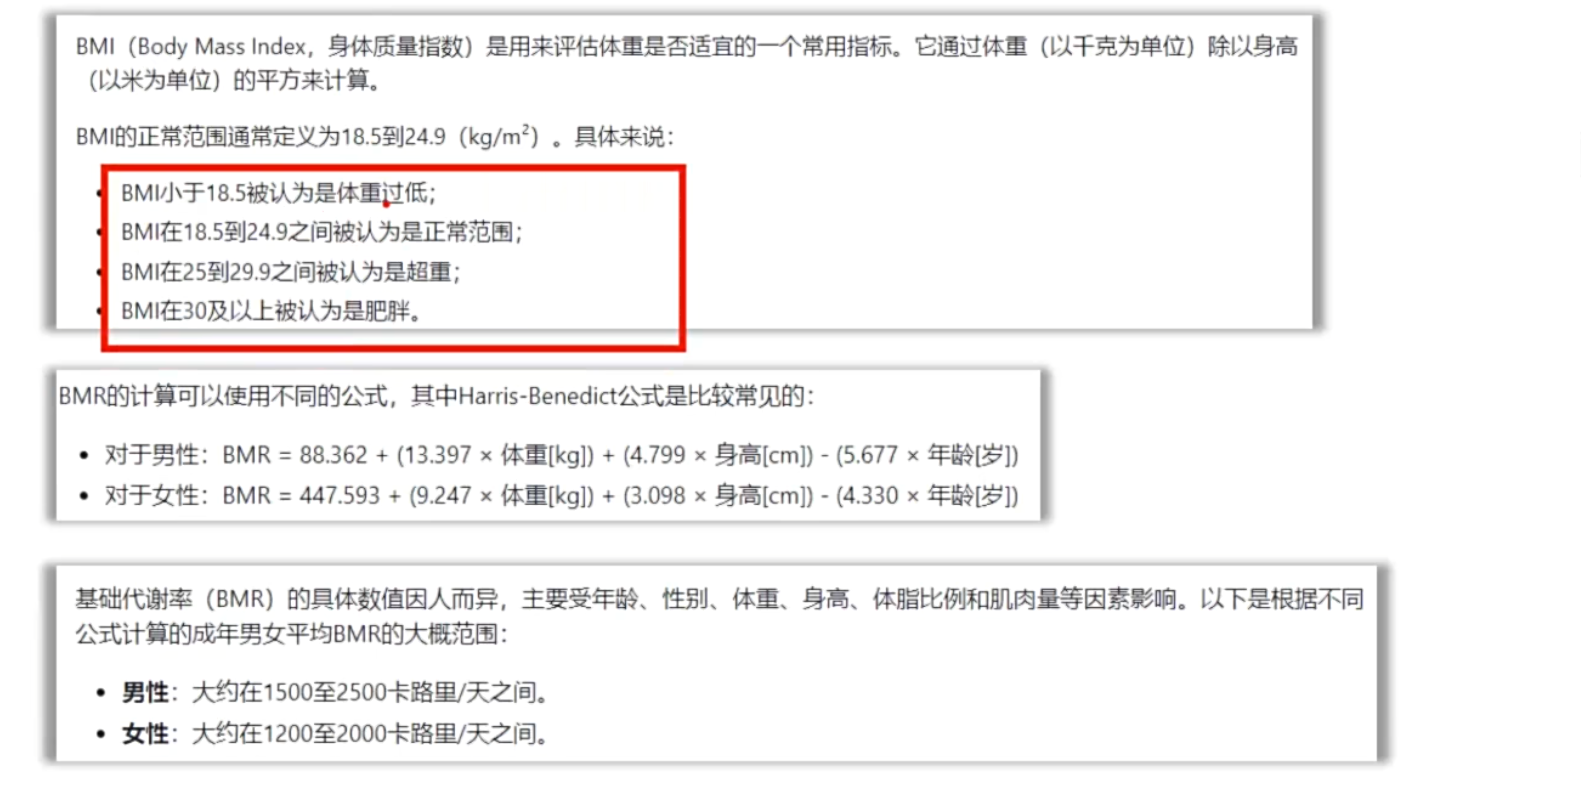 BMI（Body Mass Index，身体质量指数）是用来评估体重是否适宜的一个常用指标。它通过体重（以千克为单位）除以身高
（以米为单位）的平方来计算。
BMI的正常范围通常定义为18.5到24.9（kg/m²）。具体来说：
• BMI小于18.5被认为是体重过低；
• BMI在18.5到24.9之间被认为是正常范围；
• BMI在25到29.9之间被认为是超重；
• BMI在30及以上被认为是肥胖。
BMR的计算可以使用不同的公式，其中Harris-Benedict公式是比较常见的：
• 对于男性：BMR = 88.362 + (13.397 × 体重[kg]) + (4.799 × 身高[cm]) - (5.677 × 年龄[岁])
• 对于女性：BMR = 447.593 + (9.247 × 体重[kg]) + (3.098 × 身高[cm]) - (4.330 × 年龄[岁])
基础代谢率（BMR）的具体数值因人而异，主要受年龄、性别、体重、身高、体脂比例和肌肉量等因素影响。以下是根据不同
公式计算的成年男女平均BMR的大概范围：
• 男性：大约在1500至2500卡路里/天之间。
• 女性：大约在1200至2000卡路里/天之间。